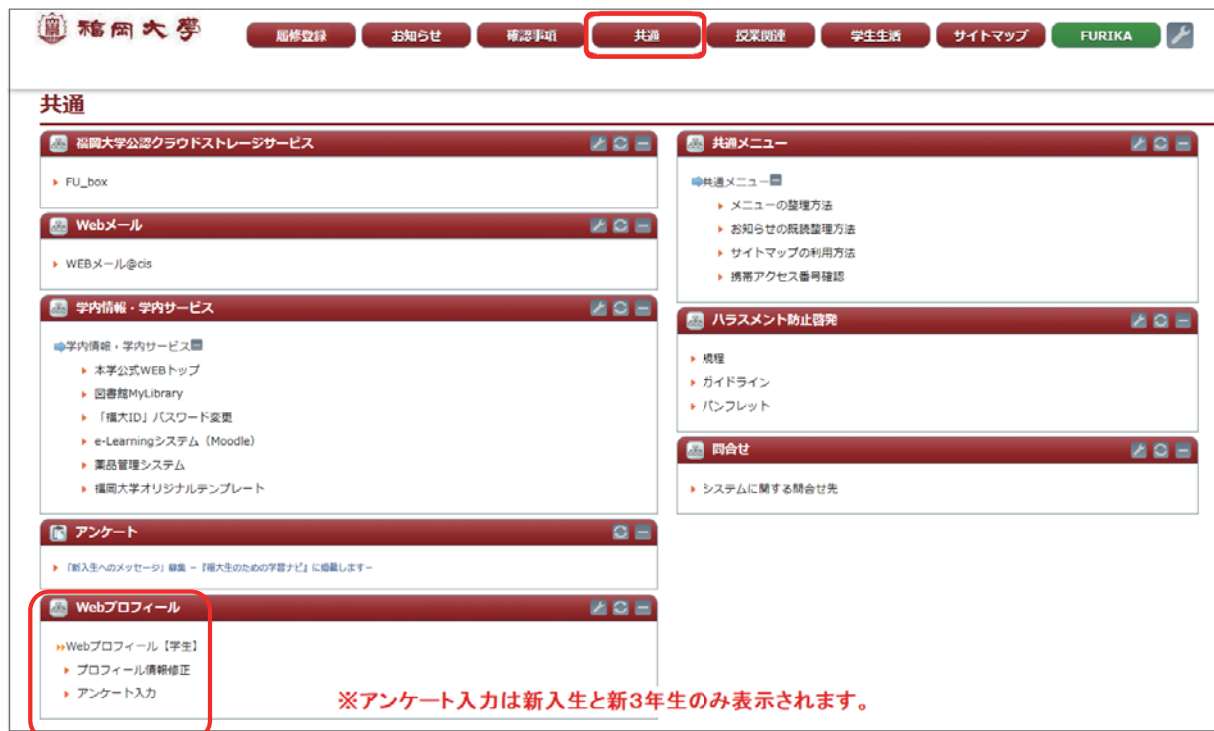 福岡大學
履修登録 お知らせ 確認事項 共通 授業関連 学生生活 サイトマップ FURIKA
共通
福岡大学公認クラウドストレージサービス
FU_box
Webメール
WEBメール@cis
学内情報・学内サービス
学内情報・学内サービス
本学公式WEBトップ
図書館MyLibrary
「福大ID」パスワード変更
e-Learningシステム（Moodle）
薬品管理システム
福岡大学オリジナルテンプレート
アンケート
「新入生へのメッセージ」募集 －『福大生のための学習ナビ』に掲載します－
Webプロフィール
Webプロフィール【学生】
プロフィール情報修正
アンケート入力
共通メニュー
共通メニュー
メニューの整理方法
お知らせの既読整理方法
サイトマップの利用方法
携帯アクセス番号確認
ハラスメント防止啓発
規程
ガイドライン
パンフレット
問合せ
システムに関する問合せ先
※アンケート入力は新入生と新3年生のみ表示されます。